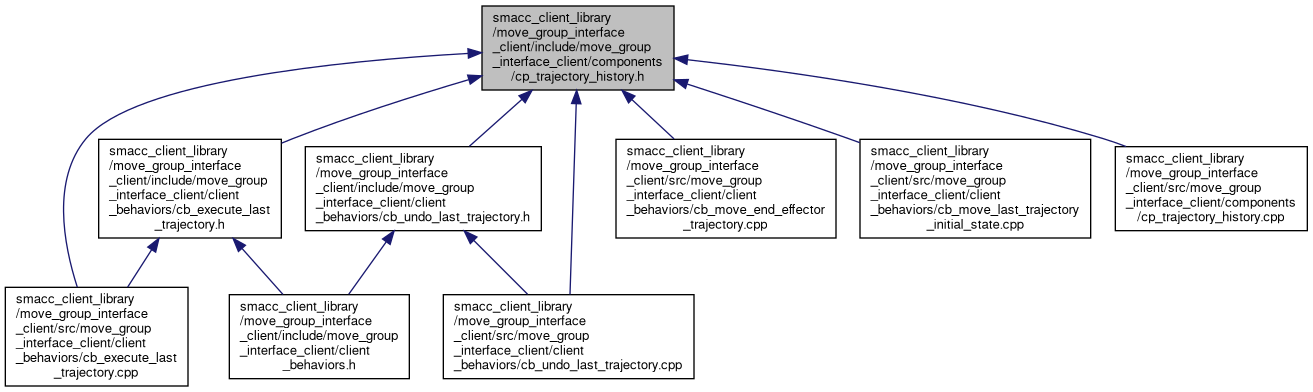 smacc_client_library
/move_group_interface
_client/include/move_group
_interface_client/components
/cp_trajectory_history.h
smacc_client_library
/move_group_interface
_client/include/move_group
_interface_client/client
_behaviors/cb_execute_last
_trajectory.h
smacc_client_library
/move_group_interface
_client/include/move_group
_interface_client/client
_behaviors/cb_undo_last_trajectory.h
smacc_client_library
/move_group_interface
_client/src/move_group
_interface_client/client
_behaviors/cb_move_end_effector
_trajectory.cpp
smacc_client_library
/move_group_interface
_client/src/move_group
_interface_client/client
_behaviors/cb_move_last_trajectory
_initial_state.cpp
smacc_client_library
/move_group_interface
_client/src/move_group
_interface_client/components
/cp_trajectory_history.cpp
smacc_client_library
/move_group_interface
_client/src/move_group
_interface_client/client
_behaviors/cb_execute_last
_trajectory.cpp
smacc_client_library
/move_group_interface
_client/include/move_group
_interface_client/client
_behaviors.h
smacc_client_library
/move_group_interface
_client/src/move_group
_interface_client/client
_behaviors/cb_undo_last_trajectory.cpp